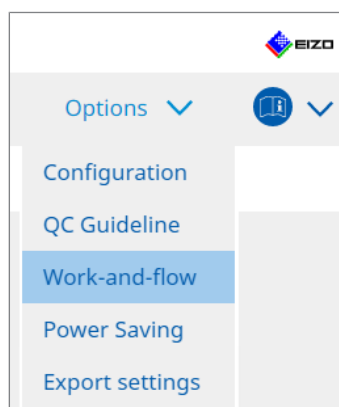 EIZO
Options
Configuration
QC Guideline
Work-and-flow
Power Saving
Export settings